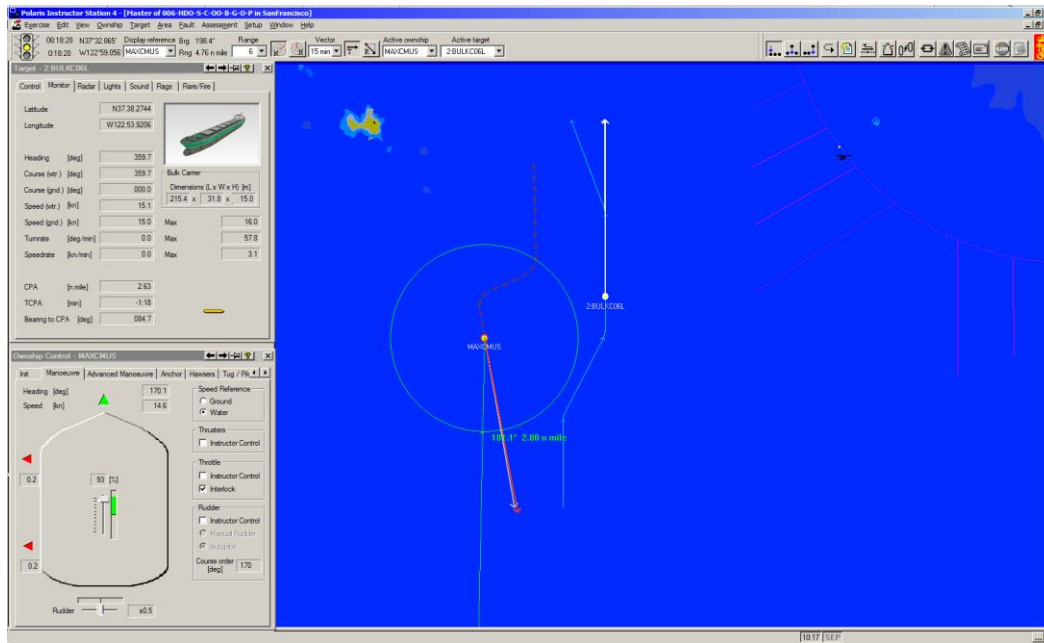 Polaris Instructor Station 4 - [Master of 006-HDO-S-C-OO-B-G-O-P in SanFrancisco]
Exercise Edit View Ownship Target Area Fault Assessment Setup Window Help
08:18:20 N37°32.665' Display reference Brg 198.4° Range Vector Active ownship Active target
0:18:20 W122°59.056 MAXCMUS Rng 4.76 n mile 6 15 min MAXCMUS 2:BULKC06L
Target - 2:BULKC06L
Control Monitor Radar Lights Sound Flags Flare/Fire
Latitude N37.38.2744
Longitude W122.53.9206
Heading [deg] 359.7
Course (wtr.) [deg] 359.7
Bulk Carrier
Course (gnd.) [deg] 000.0
Dimensions (L x W x H) [m]
Speed (wtr.) [kn] 15.1
215.4 x 31.8 x 15.0
Speed (gnd.) [kn] 15.0 Max 16.0
Turnrate [deg/min] 0.0 Max 57.8
Speedrate [kn/min] 0.0 Max 3.1
CPA [n.mile] 2.63
TCPA [min] -1:18
Bearing to CPA [deg] 084.7
Ownship Control - MAXCMUS
Init Manoeuvre Advanced Manoeuvre Anchor Hawsers Tug /
Heading [deg] 170.1
Speed [kn] 14.6
Speed Reference
Ground
Water
Thrusters
Instructor Control
Throttle
Instructor Control
Interlock
0.2 93 [%]
Rudder
Instructor Control
Manual Rudder
Autopilot
Course order [deg] 170
0.2
Rudder s0.5
2:BULKC06L
MAXCMUS
2.00 n mile
10:17 SEP